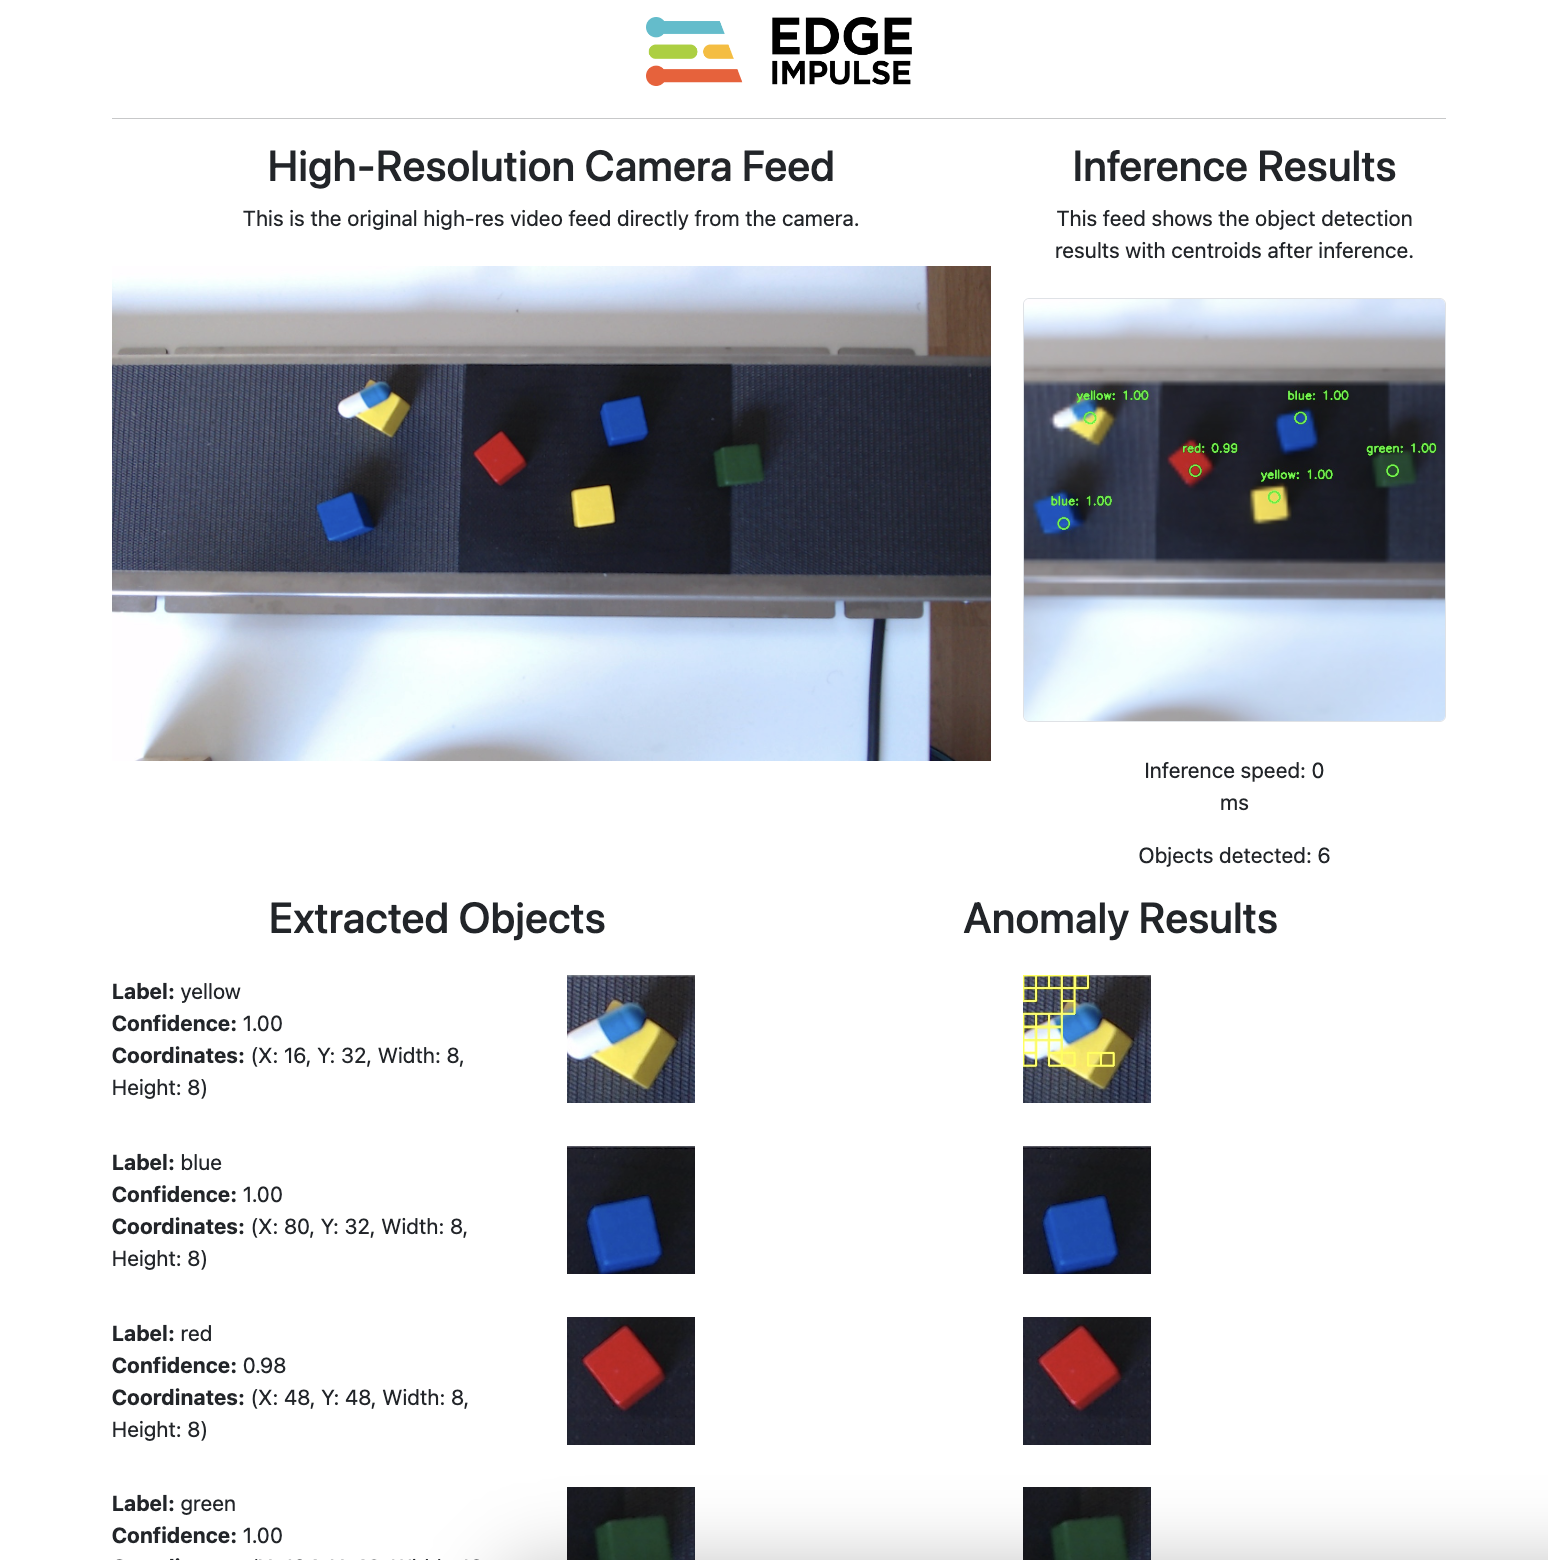 EDGE
IMPULSE
High-Resolution Camera Feed
This is the original high-res video feed directly from the camera.
Inference Results
This feed shows the object detection
results with centroids after inference.
yellow: 1.00
blue: 1.00
red: 0.99
green: 1.00
yellow: 1.00
blue: 1.00
Inference speed: 0
ms
Objects detected: 6
Extracted Objects
Anomaly Results
Label: yellow
Confidence: 1.00
Coordinates: (X: 16, Y: 32, Width: 8,
Height: 8)
Label: blue
Confidence: 1.00
Coordinates: (X: 80, Y: 32, Width: 8,
Height: 8)
Label: red
Confidence: 0.98
Coordinates: (X: 48, Y: 48, Width: 8,
Height: 8)
Label: green
Confidence: 1.00